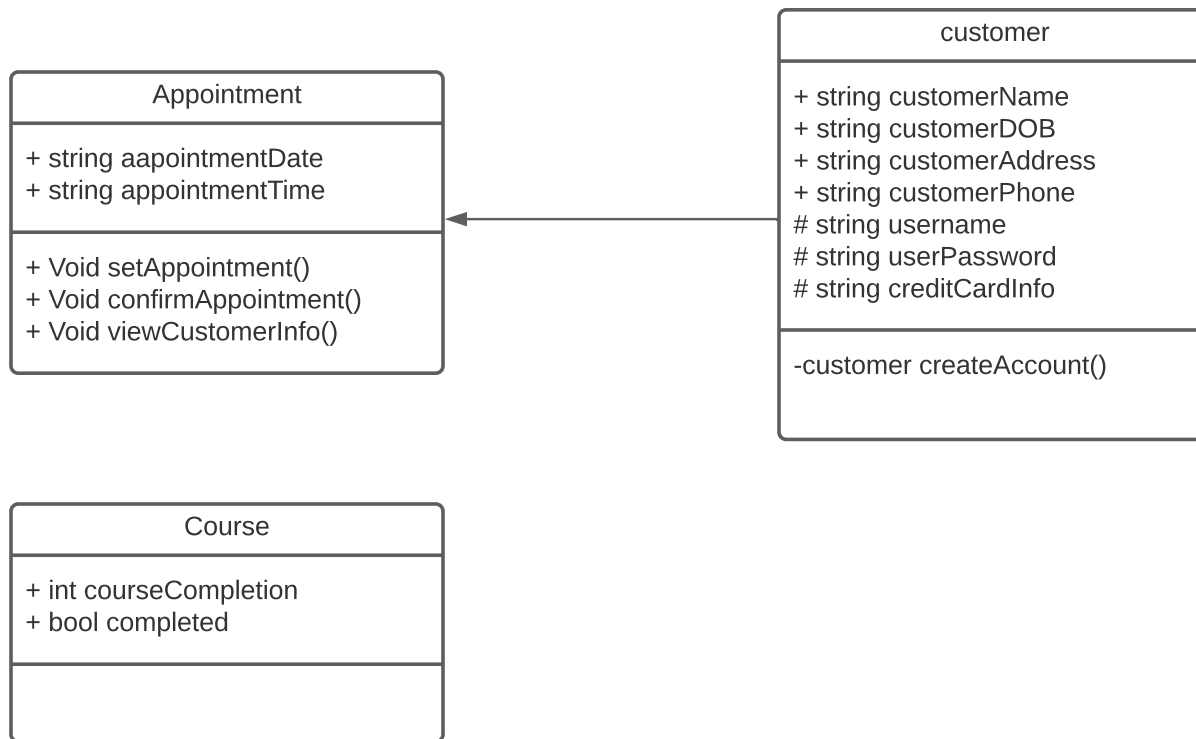 Appointment
+ string aapointmentDate
+ string appointmentTime
+ Void setAppointment()
+ Void confirmAppointment()
+ Void viewCustomerInfo()
customer
+ string customerName
+ string customerDOB
+ string customerAddress
+ string customerPhone
# string username
# string userPassword
# string creditCardInfo
-customer createAccount()
Course
+ int courseCompletion
+ bool completed